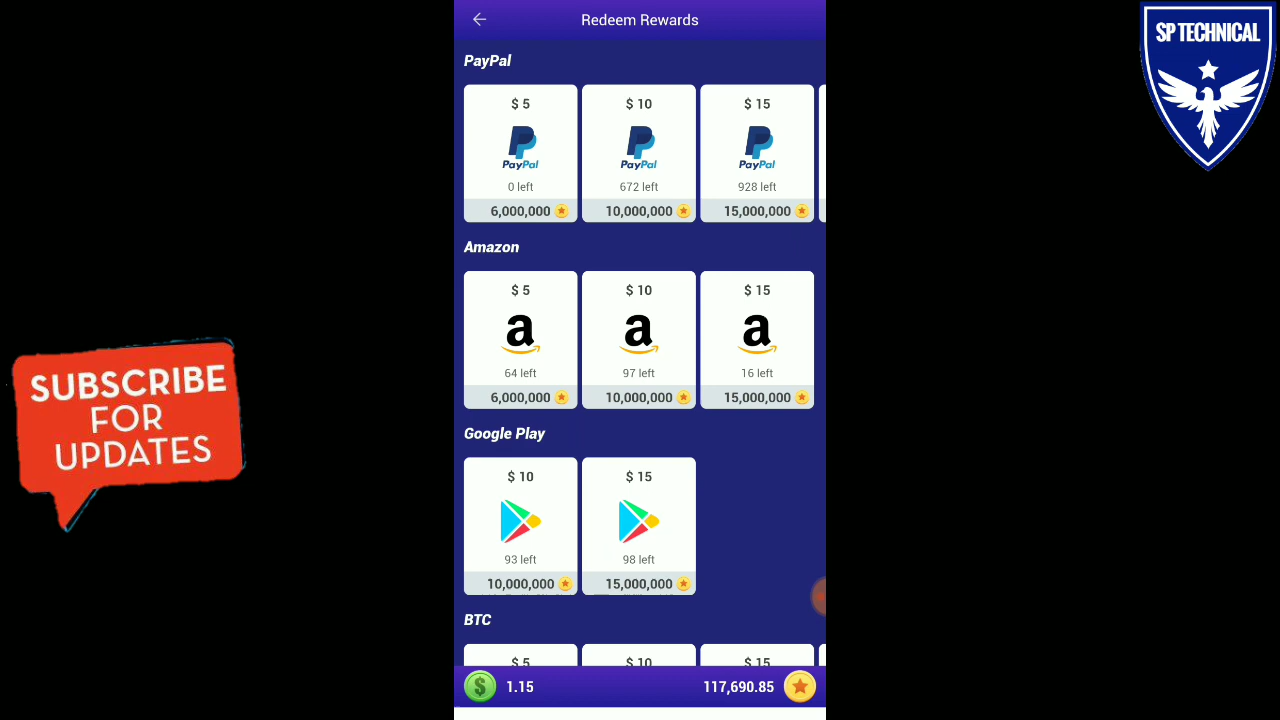 Redeem Rewards
SP TECHNICAL
PayPal
$ 5
$ 10
$ 15
PayPal
PayPal
PayPal
0 left
672 left
928 left
6,000,000
10,000,000
15,000,000
Amazon
$ 5
$ 10
$ 15
a
a
a
64 left
97 left
16 left
6,000,000
10,000,000
15,000,000
SUBSCRIBE
FOR
UPDATES
Google Play
$ 10
$ 15
93 left
98 left
10,000,000
15,000,000
BTC
$ 5
$ 10
$ 15
$ 1.15
117,690.85